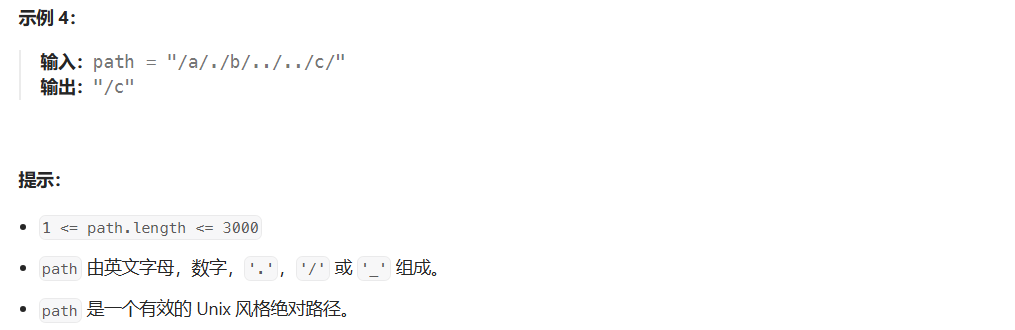 示例 4：
输入：path = "/a/./b/../../c/"
输出："/c"
提示：
1 <= path.length <= 3000
path 由英文字母，数字，'.'，'/' 或 '_' 组成。
path 是一个有效的 Unix 风格绝对路径。